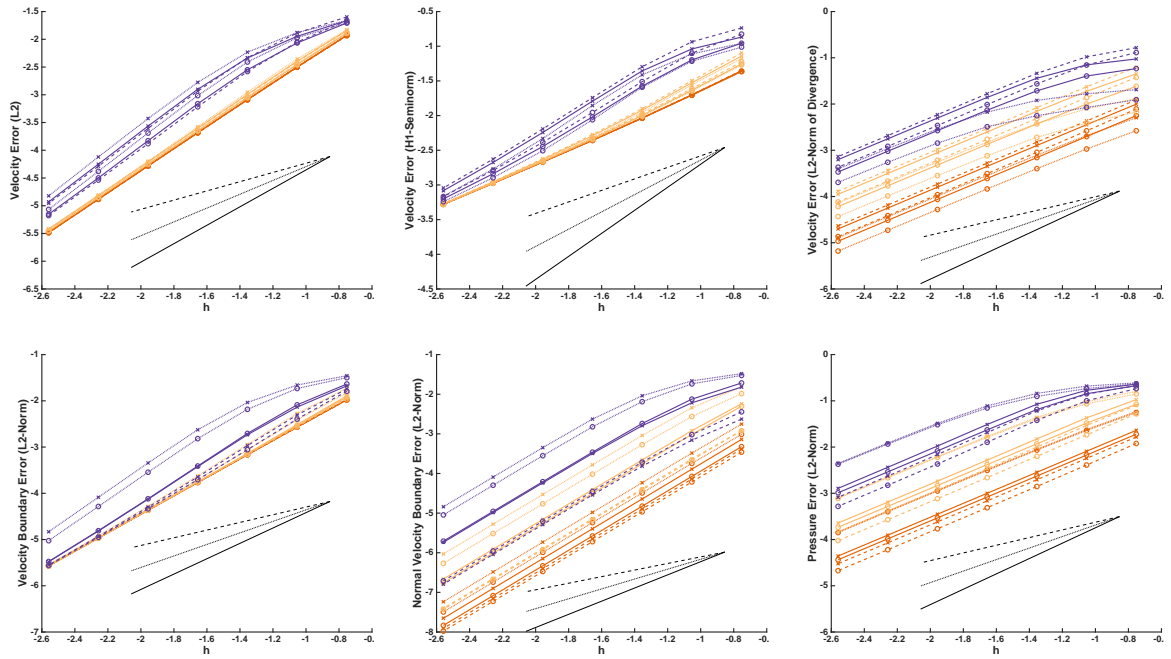 -1.5
-2
-2.5
-3
-3.5
-4
-4.5
-5
-5.5
-6
-6.5
Velocity Error (L2)
-2.6 -2.4 -2.2 -2 -1.8 -1.6 -1.4 -1.2 -1 -0.8 -0.
h
0
-0.5
-1
-1.5
-2
-2.5
-3
-3.5
-4
-4.5
Velocity Error (H1-Seminorm)
-2.6 -2.4 -2.2 -2 -1.8 -1.6 -1.4 -1.2 -1 -0.8 -0.
h
0
-1
-2
-3
-4
-5
-6
Velocity Error (L2-Norm of Divergence)
-2.6 -2.4 -2.2 -2 -1.8 -1.6 -1.4 -1.2 -1 -0.8 -0.
h
-1
-2
-3
-4
-5
-6
-7
Velocity Boundary Error (L2-Norm)
-2.6 -2.4 -2.2 -2 -1.8 -1.6 -1.4 -1.2 -1 -0.8 -0.
h
-1
-2
-3
-4
-5
-6
-7
-8
Normal Velocity Boundary Error (L2-Norm)
-2.6 -2.4 -2.2 -2 -1.8 -1.6 -1.4 -1.2 -1 -0.8 -0.
h
0
-1
-2
-3
-4
-5
-6
Pressure Error (L2-Norm)
-2.6 -2.4 -2.2 -2 -1.8 -1.6 -1.4 -1.2 -1 -0.8 -0.
h